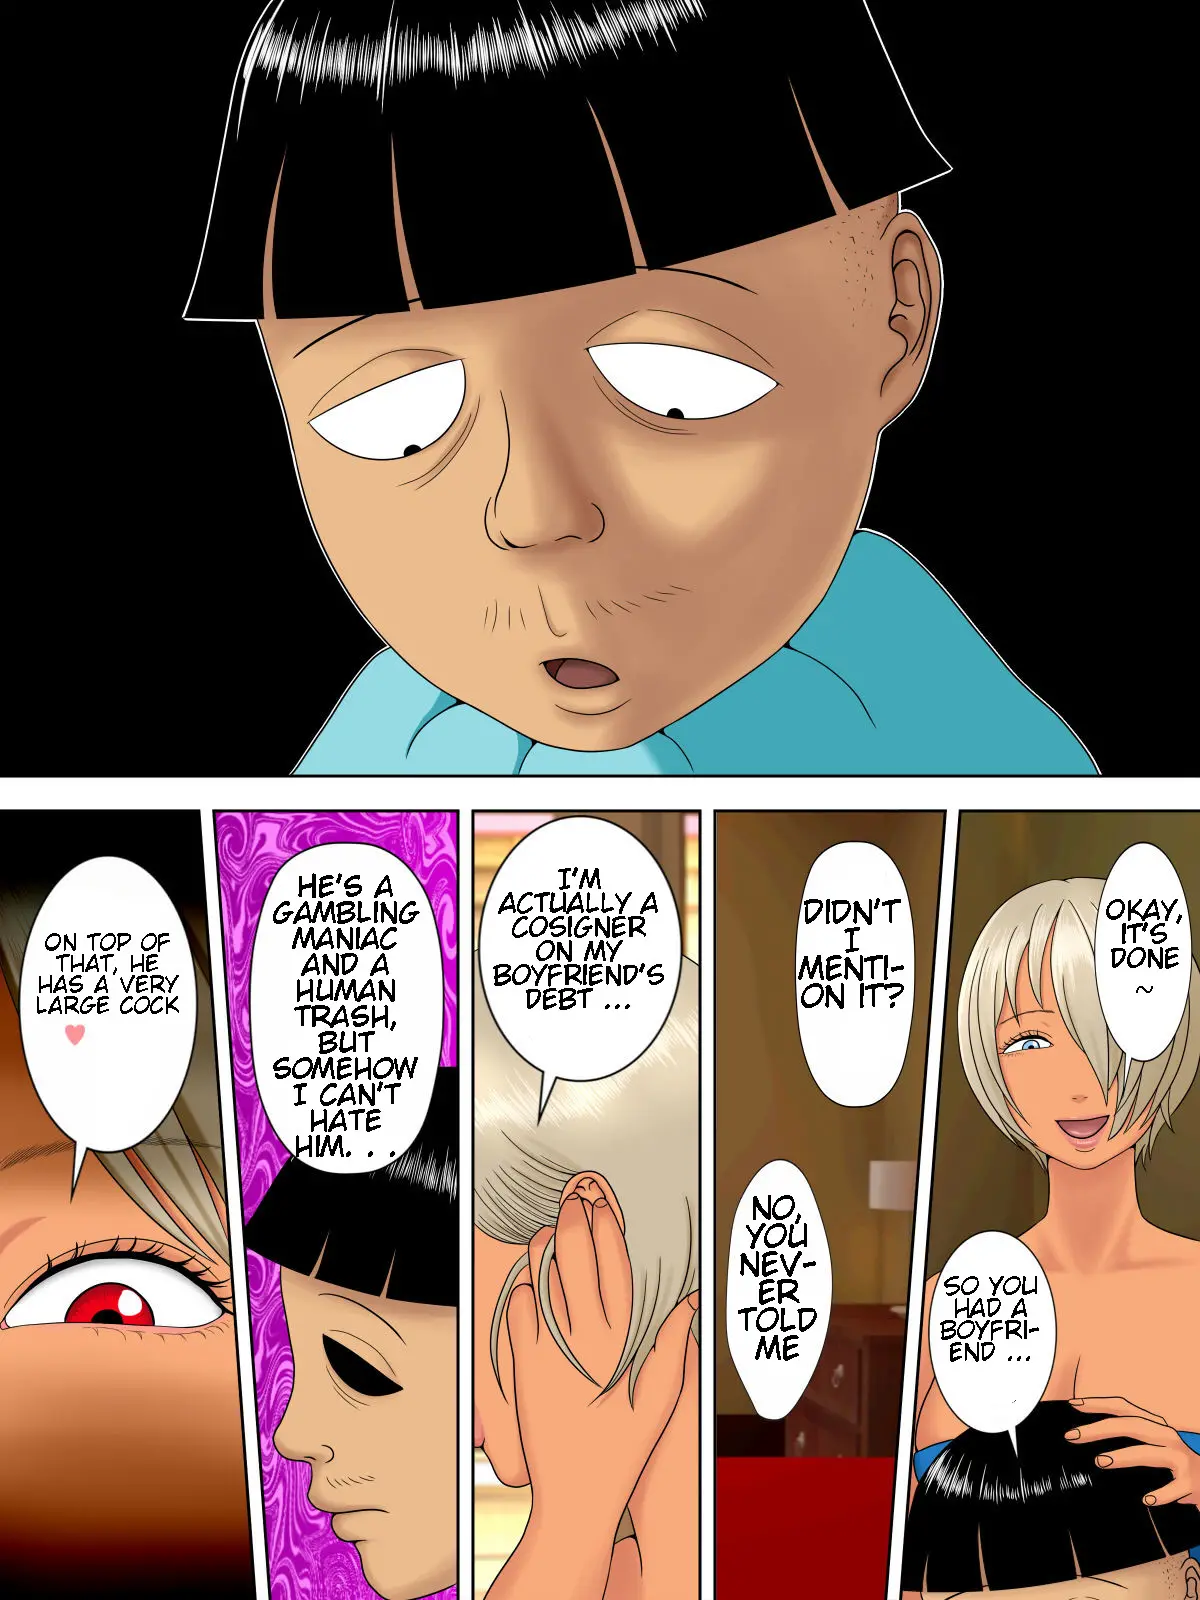 OKAY,
IT'S
DONE
~
SO YOU
HAD A
BOYFRI-
END ...
DIDN'T
I
MENTI-
ON IT?
NO,
YOU
NEV-
ER
TOLD
ME
I'M
ACTUALLY A
COSIGNER
ON MY
BOYFRIEND'S
DEBT ...
HE'S A
GAMBLING
MANIAC
AND A
HUMAN
TRASH,
BUT
SOMEHOW
I CAN'T
HATE
HIM. . .
ON TOP OF
THAT, HE
HAS A VERY
LARGE COCK
♥